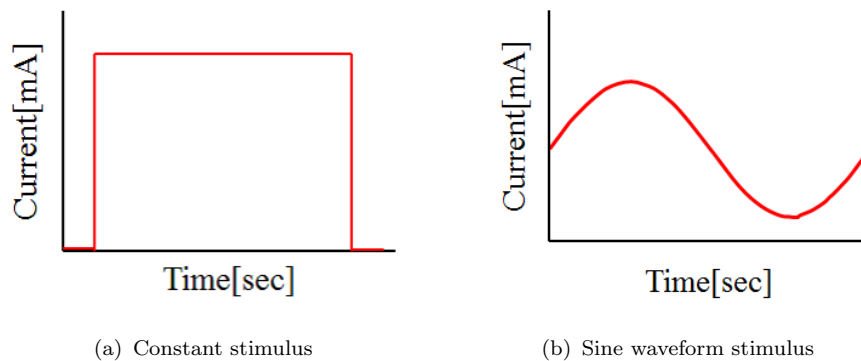 Current[mA]
Time[sec]
(a) Constant stimulus
Current[mA]
Time[sec]
(b) Sine waveform stimulus